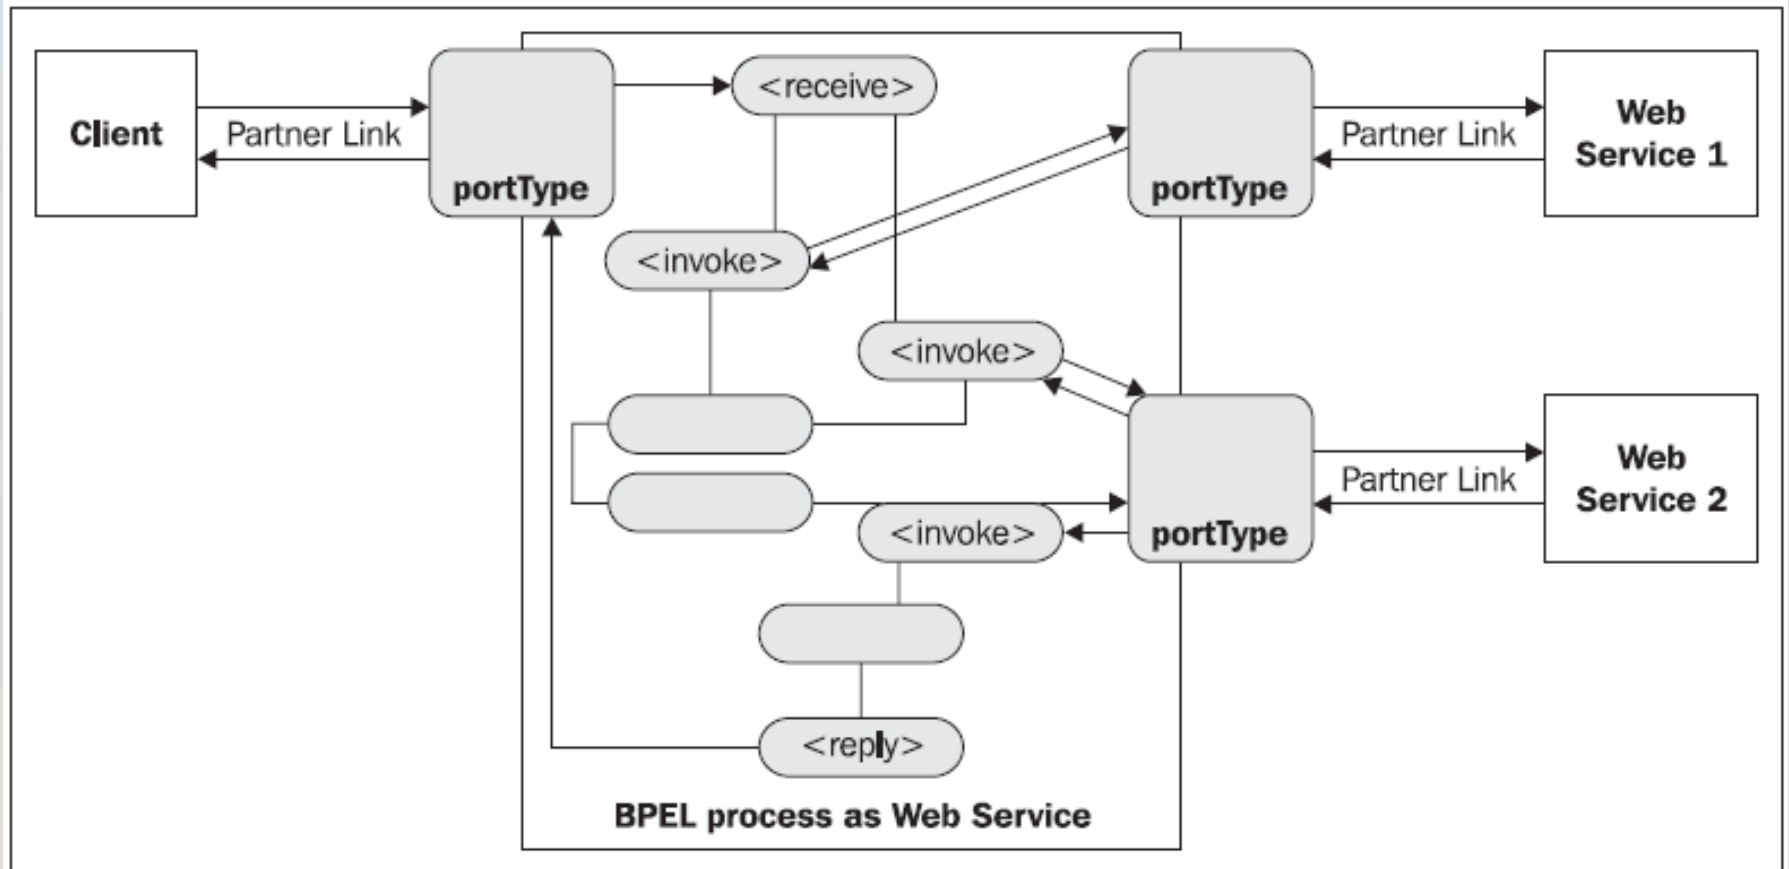 Client
Partner Link
portType
<receive>
portType
Partner Link
Web
Service 1
<invoke>
<invoke>
portType
Partner Link
Web
Service 2
<invoke>
<reply>
BPEL process as Web Service